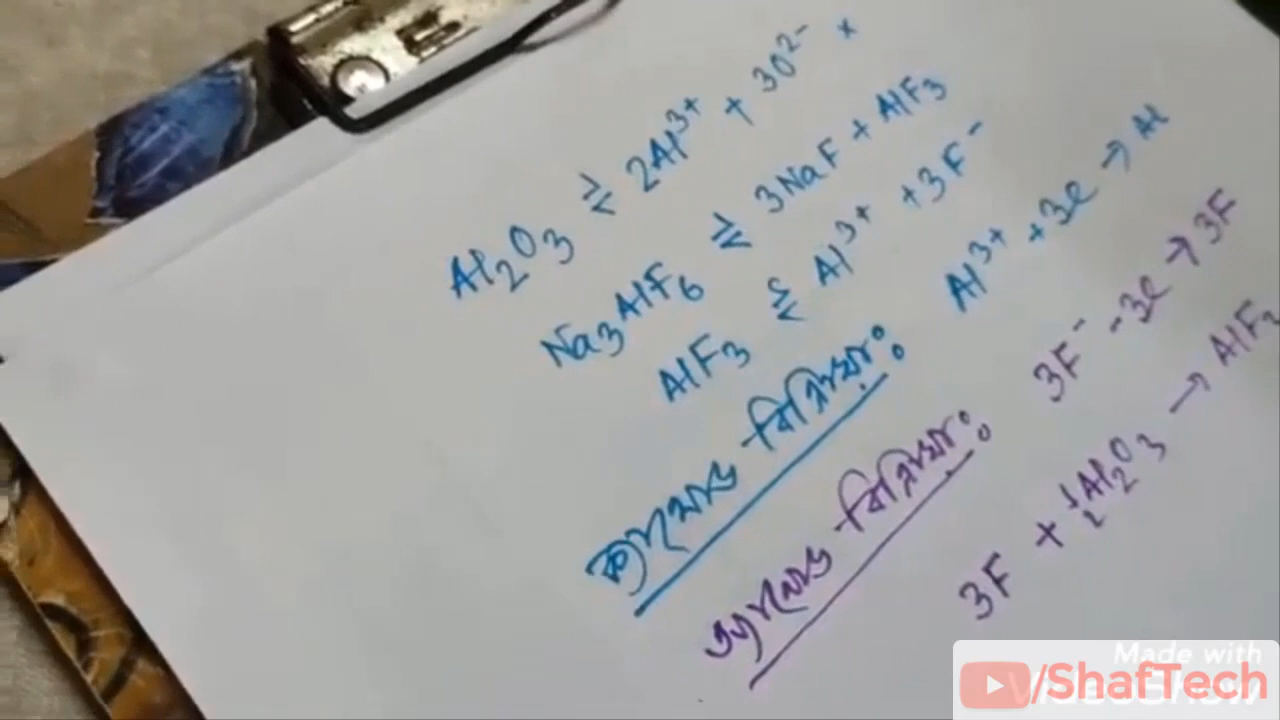 Al₂O₃ ⇌ 2Al³⁺ + 3O²⁻ ×
Na₃AlF₆ ⇌ 3NaF + AlF₃
AlF₃ ⇌ Al³⁺ + 3F⁻
ক্যাথোড বিক্রিয়া: Al³⁺ + 3e → Al
অ্যানোড বিক্রিয়া: 3F⁻ - 3e → 3F
3F + ½Al₂O₃ → AlF₃
Made with
VideoShow
/ShafTech